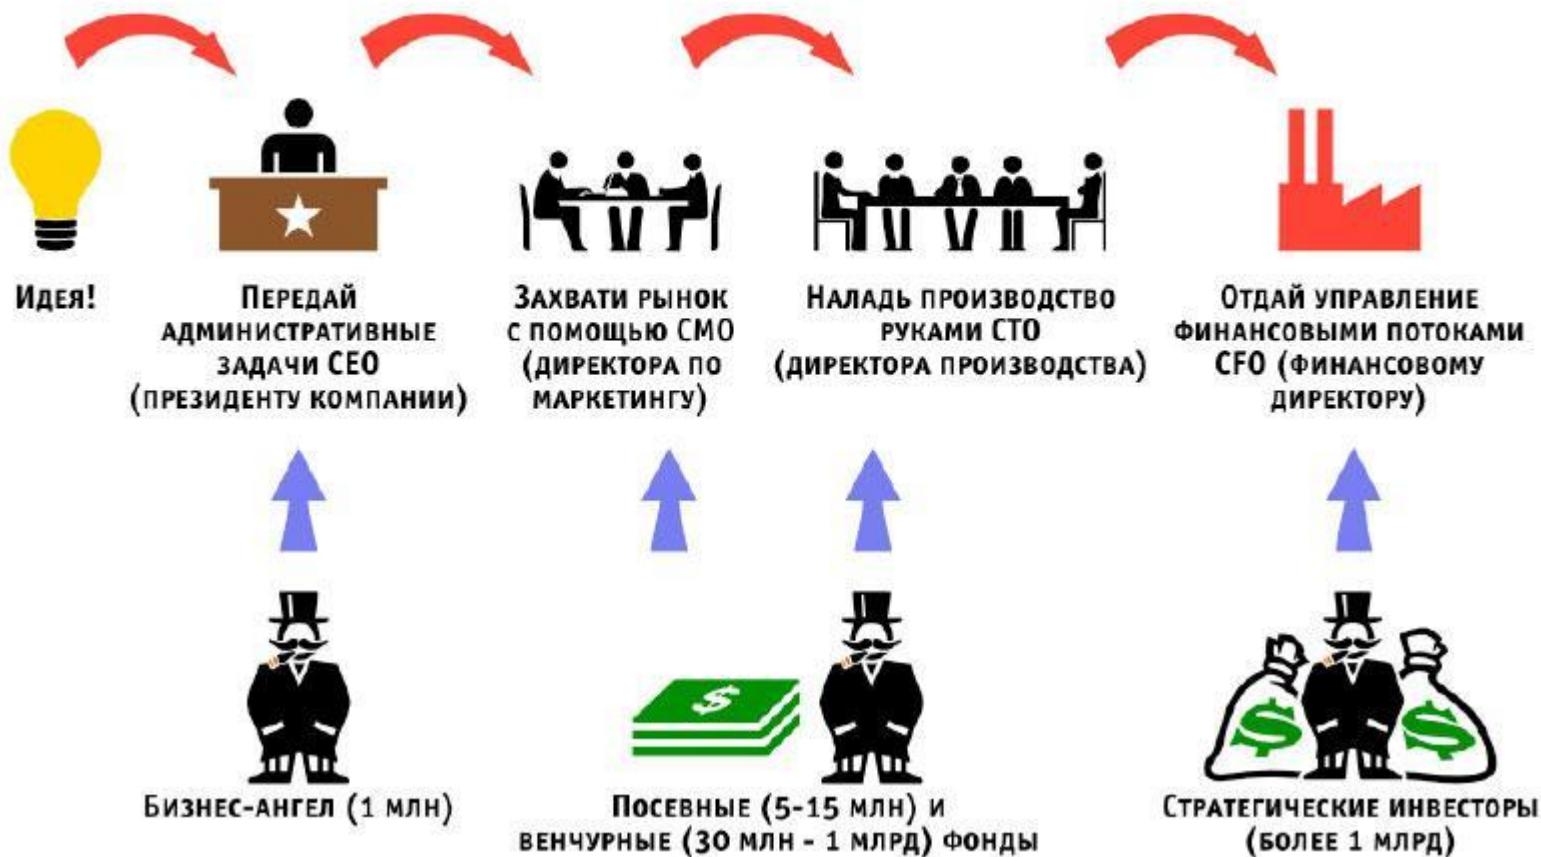 Идея!
Передай
административные
задачи CEO
(президенту компании)
Захвати рынок
с помощью CMO
(директора по
маркетингу)
Наладь производство
руками CTO
(директора производства)
Отдай управление
финансовыми потоками
CFO (финансовому
директору)
$
$
$
Бизнес-ангел (1 млн)
Посевные (5-15 млн) и
венчурные (30 млн - 1 млрд) фонды
Стратегические инвесторы
(более 1 млрд)